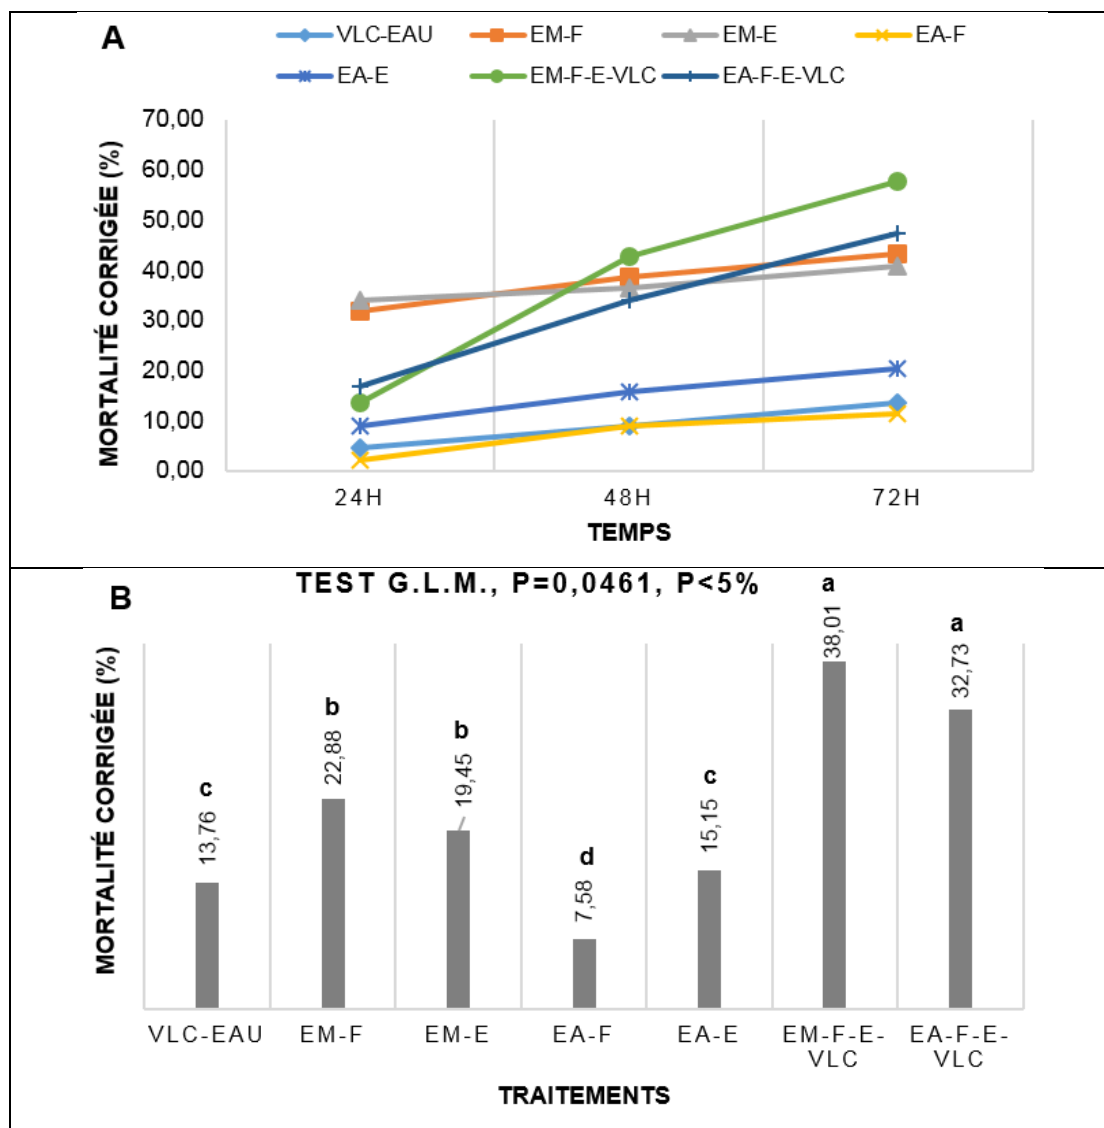 A
VLC-EAU EM-F EM-E EA-F
EA-E EM-F-E-VLC EA-F-E-VLC
MORTALITÉ CORRIGÉE (%)
70,00
60,00
50,00
40,00
30,00
20,00
10,00
0,00
24H 48H 72H
TEMPS
B
TEST G.L.M., P=0,0461, P<5%
MORTALITÉ CORRIGÉE (%)
c b b d c a a
13,76 22,88 19,45 7,58 15,15 38,01 32,73
VLC-EAU EM-F EM-E EA-F EA-E EM-F-E- EA-F-E-
VLC VLC
TRAITEMENTS